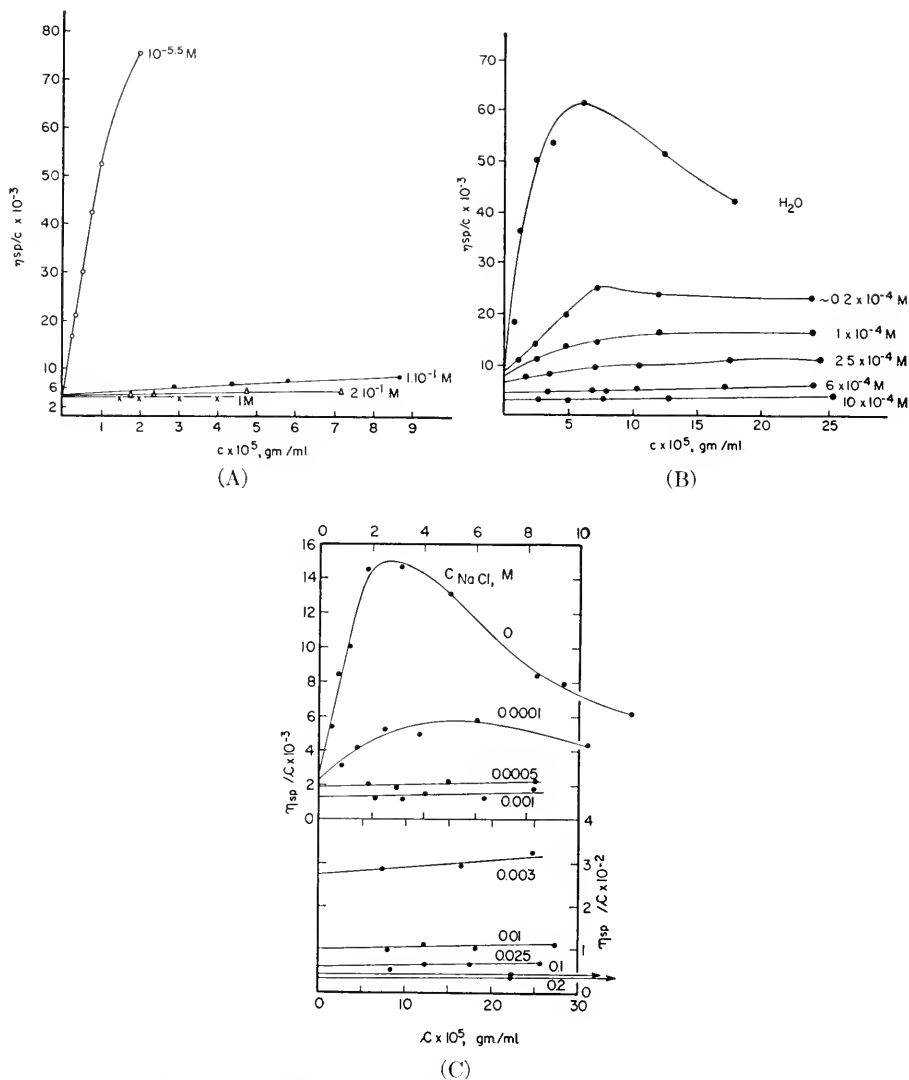 (A)
ηsp/c × 10⁻³
80
70
60
50
40
30
20
10
6
2
10⁻⁵·⁵ M
1.10⁻¹ M
2.10⁻¹ M
1M
1 2 3 4 5 6 7 8 9
c × 10⁵, gm/ml.
(A)
ηsp/c × 10⁻³
70
60
50
40
30
20
10
H₂O
~0.2 × 10⁻⁴ M
1 × 10⁻⁴ M
2.5 × 10⁻⁴ M
6 × 10⁻⁴ M
10 × 10⁻⁴ M
5 10 15 20 25
c × 10⁵, gm/ml.
(B)
0 2 4 6 8 10
C NaCl, M
16
14
12
10
8
6
4
2
0
ηsp/c × 10⁻³
0
0.0001
0.0005
0.001
4
3
2
1
0
ηsp/c × 10⁻²
0.003
0.01
0.025
0.1
0.2
0 10 20 30
c × 10⁵, gm/ml
(C)